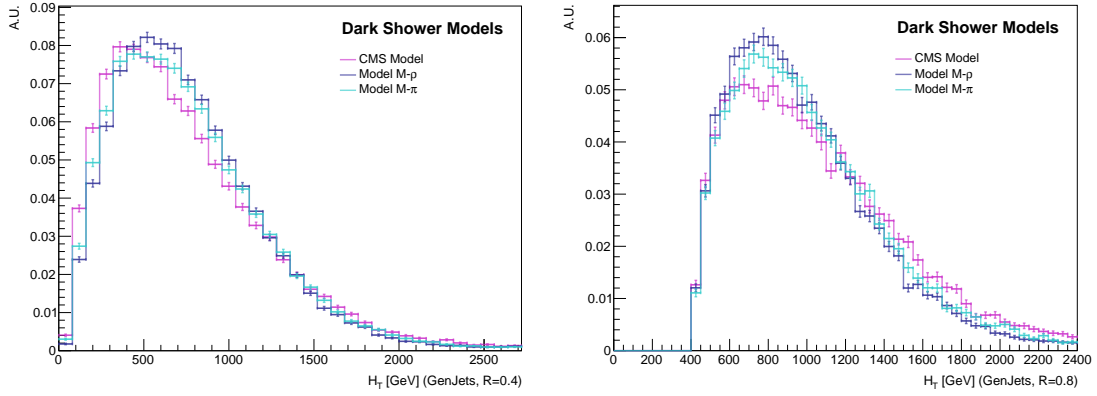 A.U.
0.09
0.08
0.07
0.06
0.05
0.04
0.03
0.02
0.01
0
0 500 1000 1500 2000 2500
H_T [GeV] (GenJets, R=0.4)
Dark Shower Models
CMS Model
Model M-ρ
Model M-π
A.U.
0.06
0.05
0.04
0.03
0.02
0.01
0
0 200 400 600 800 1000 1200 1400 1600 1800 2000 2200 2400
H_T [GeV] (GenJets, R=0.8)
Dark Shower Models
CMS Model
Model M-ρ
Model M-π